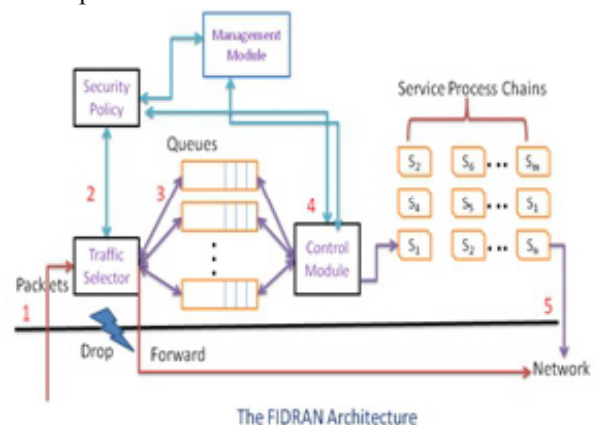 Management
Module
Security
Policy
Service Process Chains
Queues
S2 S6 ... Sm
2 3 4
S4 S5 S1
Traffic
Selector
Control
Module
S1 S2 ... Sn
Packets
1 5
Drop Forward
Network
The FIDRAN Architecture